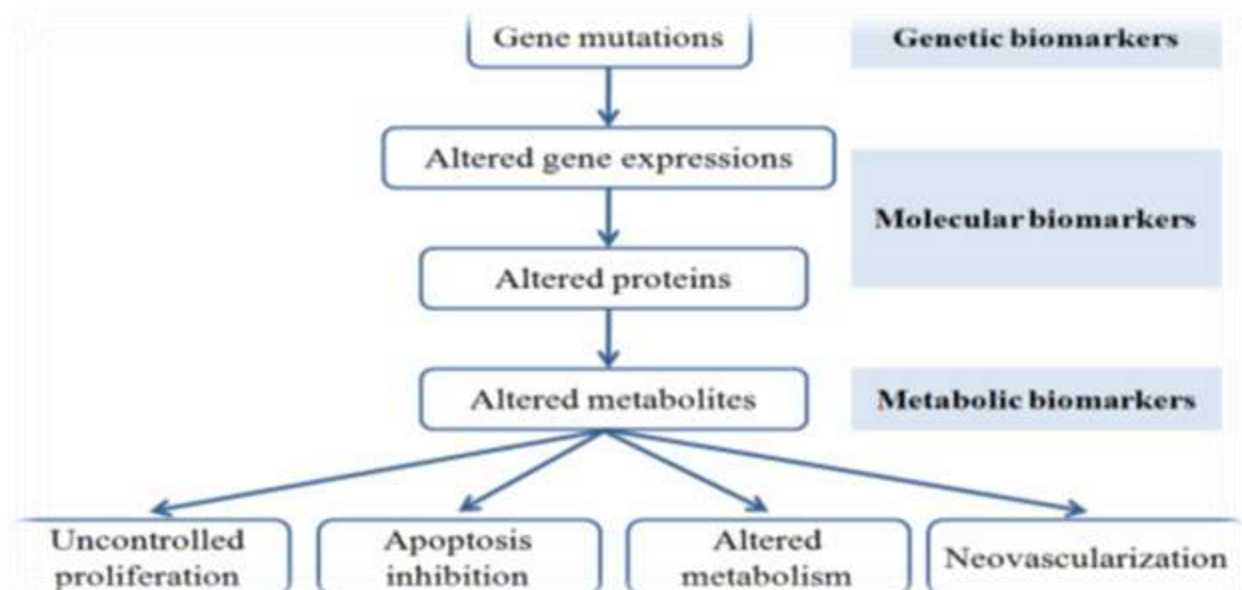 Gene mutations
Genetic biomarkers
Altered gene expressions
Molecular biomarkers
Altered proteins
Altered metabolites
Metabolic biomarkers
Uncontrolled
proliferation
Apoptosis
inhibition
Altered
metabolism
Neovascularization